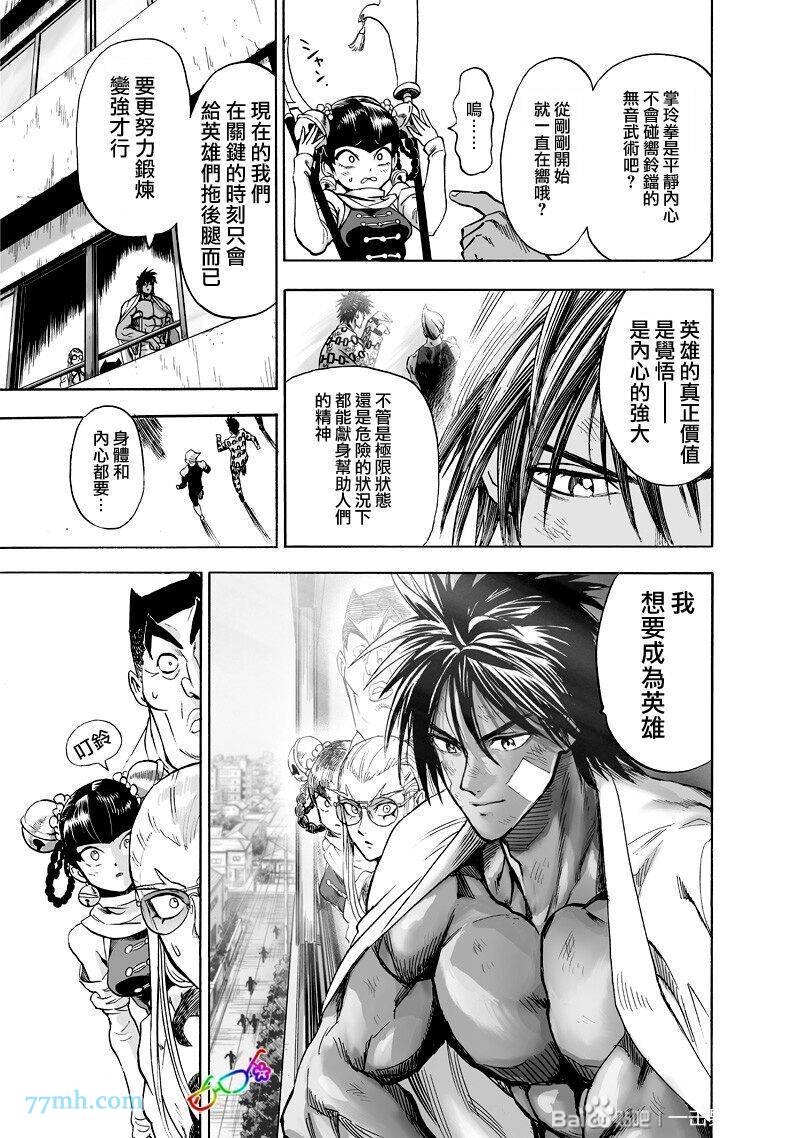 掌玲拳是平靜內心
不會碰嚮鈴鐺的
無音武術吧？
從剛剛開始
就一直在嚮哦？
嗚……
現在的我們
在關鍵的時刻只會
給英雄們拖後腿而已
要更努力鍛煉
變強才行
英雄的真正價值
是覺悟——
是內心的強大
不管是極限狀態
還是危險的狀況下
都能獻身幫助人們
的精神
身體和
內心都要…
我
想要成為英雄
叮鈴
77mh.com
Bai 贴吧 | 一击